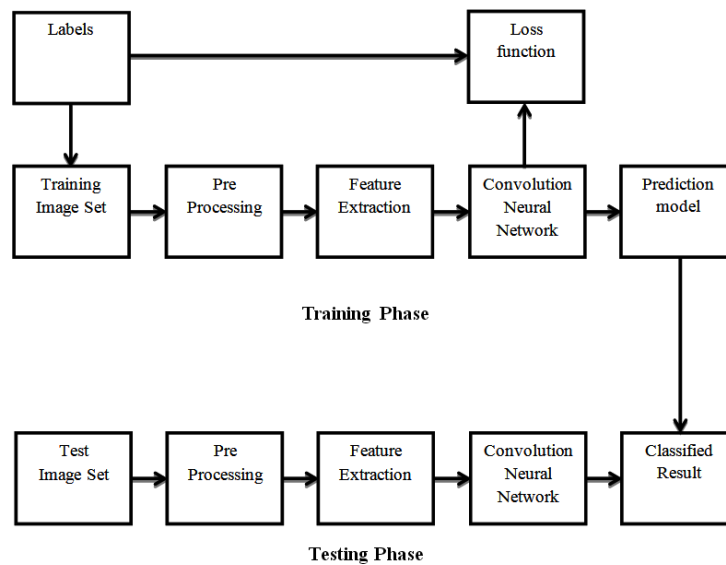 Labels
Loss
function
Training
Image Set
Pre
Processing
Feature
Extraction
Convolution
Neural
Network
Prediction
model
Training Phase
Test
Image Set
Pre
Processing
Feature
Extraction
Convolution
Neural
Network
Classified
Result
Testing Phase